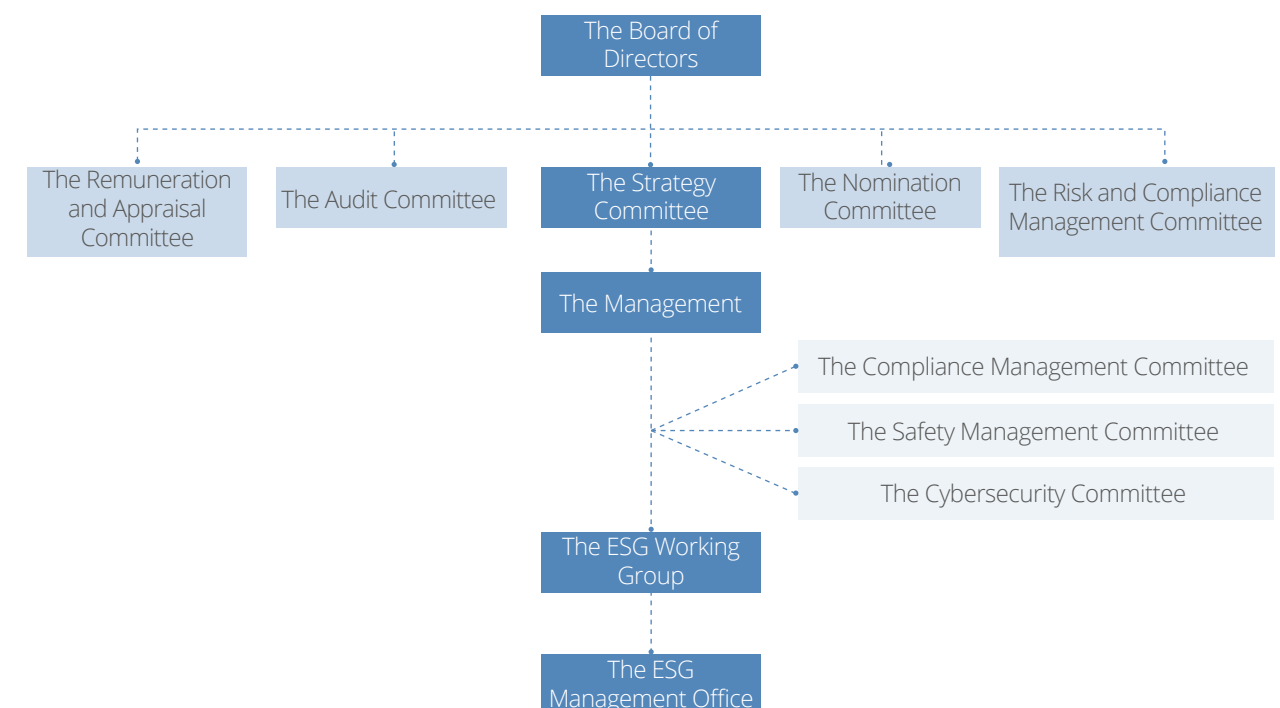 The Board of
Directors
The Remuneration
and Appraisal
Committee
The Audit Committee
The Strategy
Committee
The Nomination
Committee
The Risk and Compliance
Management Committee
The Management
The Compliance Management Committee
The Safety Management Committee
The Cybersecurity Committee
The ESG Working
Group
The ESG
Management Office